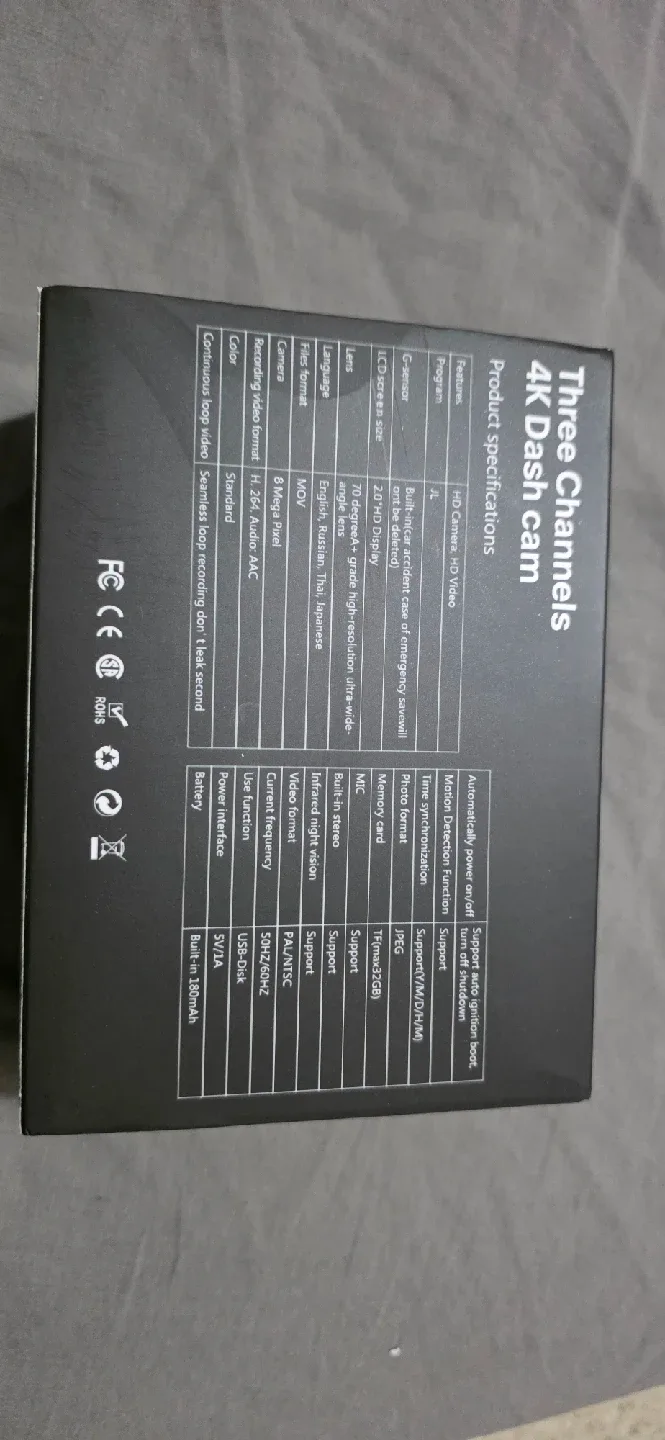 Three Channels
4K Dash cam
Product specifications
Features HD Camera, HD Video
Program JL
G-sensor Built-in(car accident case of emergency savewill
ont be deleted)
LCD screen size 2.0"HD Display
Lens 70 degreeA+ grade high-resolution ultra-wide-
angle lens
Language English, Russian, Thai, Japanese
Files format MOV
Camera 8 Mega Pixel
Recording video format H. 264, Audio: AAC
Color Standard
Continuous loop video Seamless loop recording don't leak second
Automatically power on/off Support auto ignition boot,
turn off shutdown
Motion Detection Function Support
Time synchronization Support(Y/M/D/H/M)
Photo format JPEG
Memory card TF(max32GB)
MIC Support
Built-in stereo Support
Infrared night vision Support
Video format PAL/NTSC
Current frequency 50HZ/60HZ
Use function USB-Disk
Power interface 5V/1A
Battery Built-in 180mAh
FC CE SA ROHS